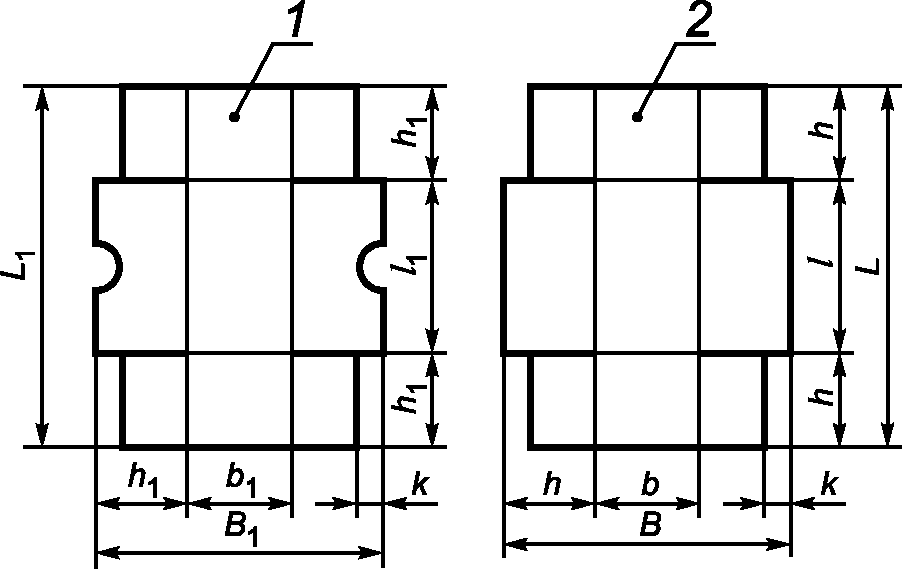 1 2
h₁ h
L₁ l₁ l L
h₁ h
h₁ b₁ k h b k
B₁ B